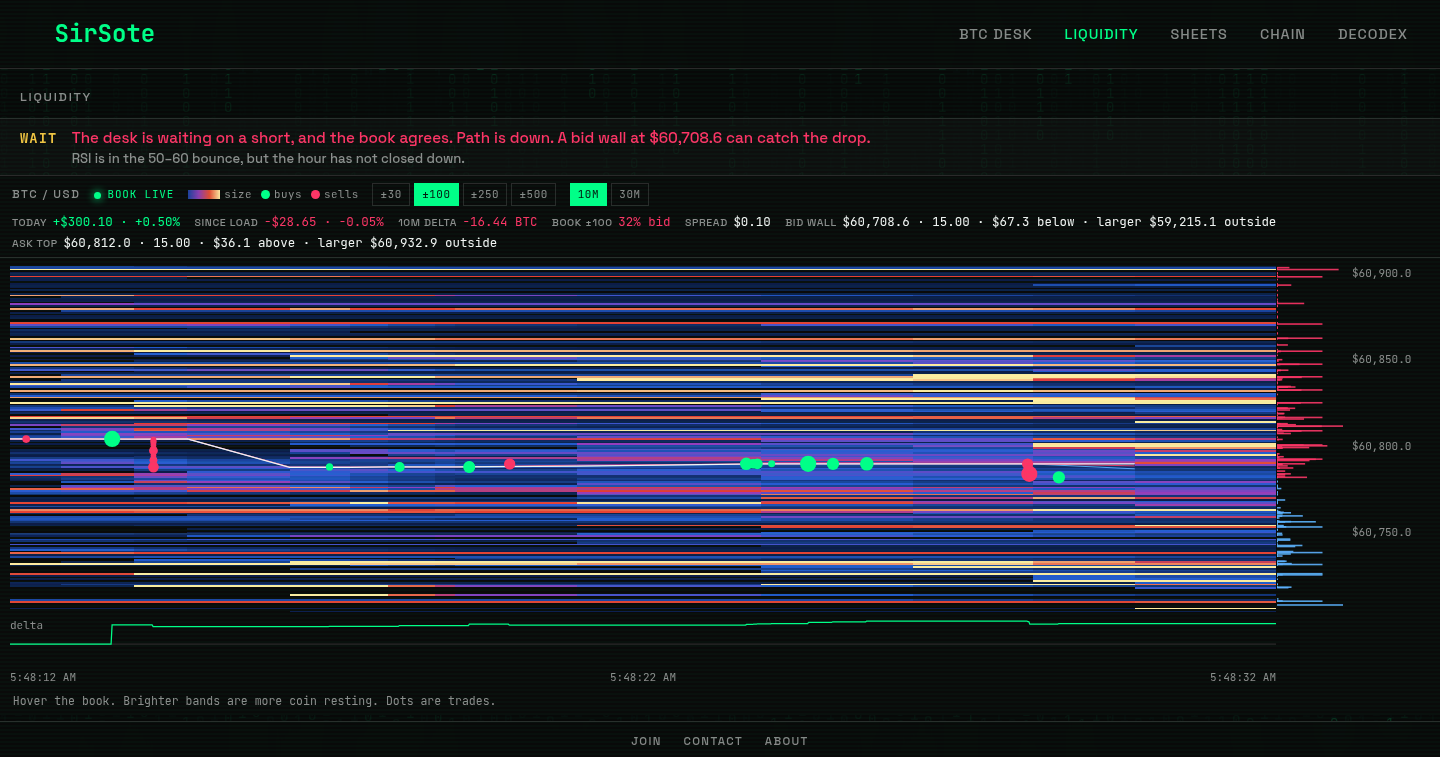 SirSote
BTC DESK LIQUIDITY SHEETS CHAIN DECODEX
LIQUIDITY
WAIT The desk is waiting on a short, and the book agrees. Path is down. A bid wall at $60,708.6 can catch the drop.
RSI is in the 50–60 bounce, but the hour has not closed down.
BTC / USD BOOK LIVE size buys sells ±30 ±100 ±250 ±500 10M 30M
TODAY +$300.10 · +0.50% SINCE LOAD -$28.65 · -0.05% 10M DELTA -16.44 BTC BOOK ±100 32% bid SPREAD $0.10 BID WALL $60,708.6 · 15.00 · $67.3 below · larger $59,215.1 outside
ASK TOP $60,812.0 · 15.00 · $36.1 above · larger $60,932.9 outside
$60,900.0
$60,850.0
$60,800.0
$60,750.0
delta
5:48:12 AM 5:48:22 AM 5:48:32 AM
Hover the book. Brighter bands are more coin resting. Dots are trades.
JOIN CONTACT ABOUT